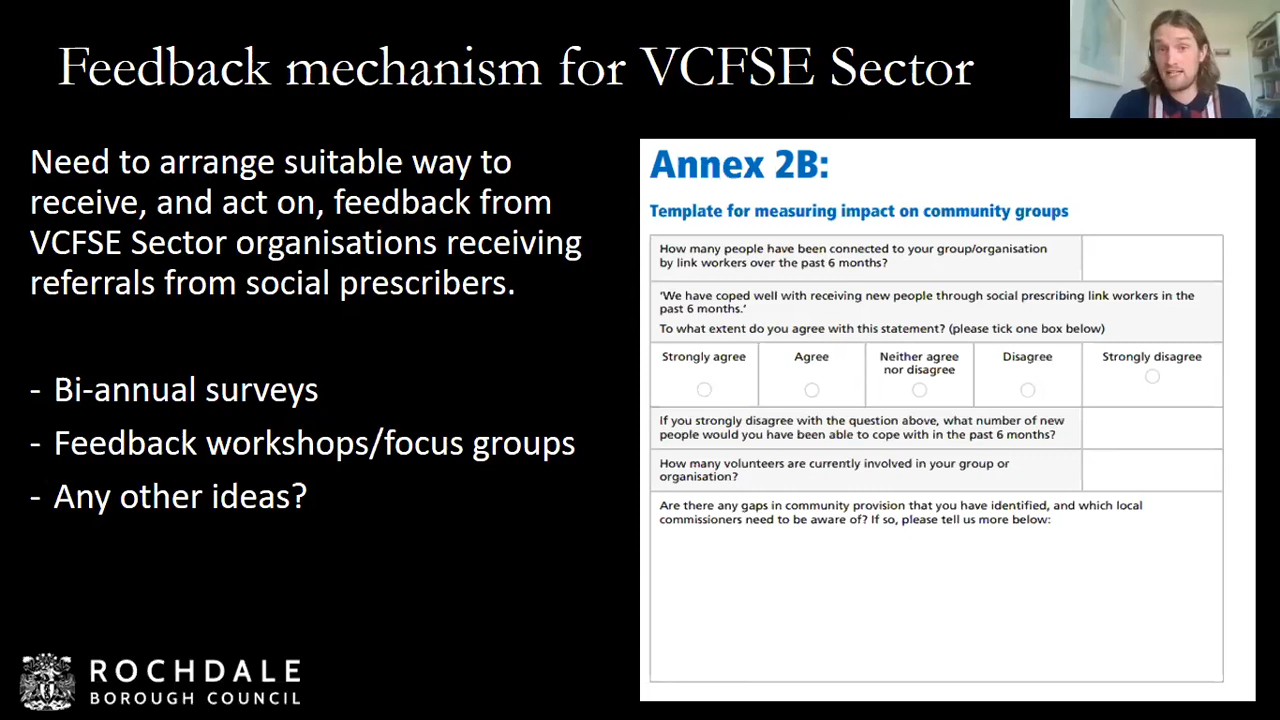 Feedback mechanism for VCFSE Sector
Need to arrange suitable way to
receive, and act on, feedback from
VCFSE Sector organisations receiving
referrals from social prescribers.
- Bi-annual surveys
- Feedback workshops/focus groups
- Any other ideas?
ROCHDALE
BOROUGH COUNCIL
Annex 2B:
Template for measuring impact on community groups
How many people have been connected to your group/organisation
by link workers over the past 6 months?
'We have coped well with receiving new people through social prescribing link workers in the
past 6 months.'
To what extent do you agree with this statement? (please tick one box below)
Strongly agree
Agree
Neither agree
nor disagree
Disagree
Strongly disagree
If you strongly disagree with the question above, what number of new
people would you have been able to cope with in the past 6 months?
How many volunteers are currently involved in your group or
organisation?
Are there any gaps in community provision that you have identified, and which local
commissioners need to be aware of? If so, please tell us more below: